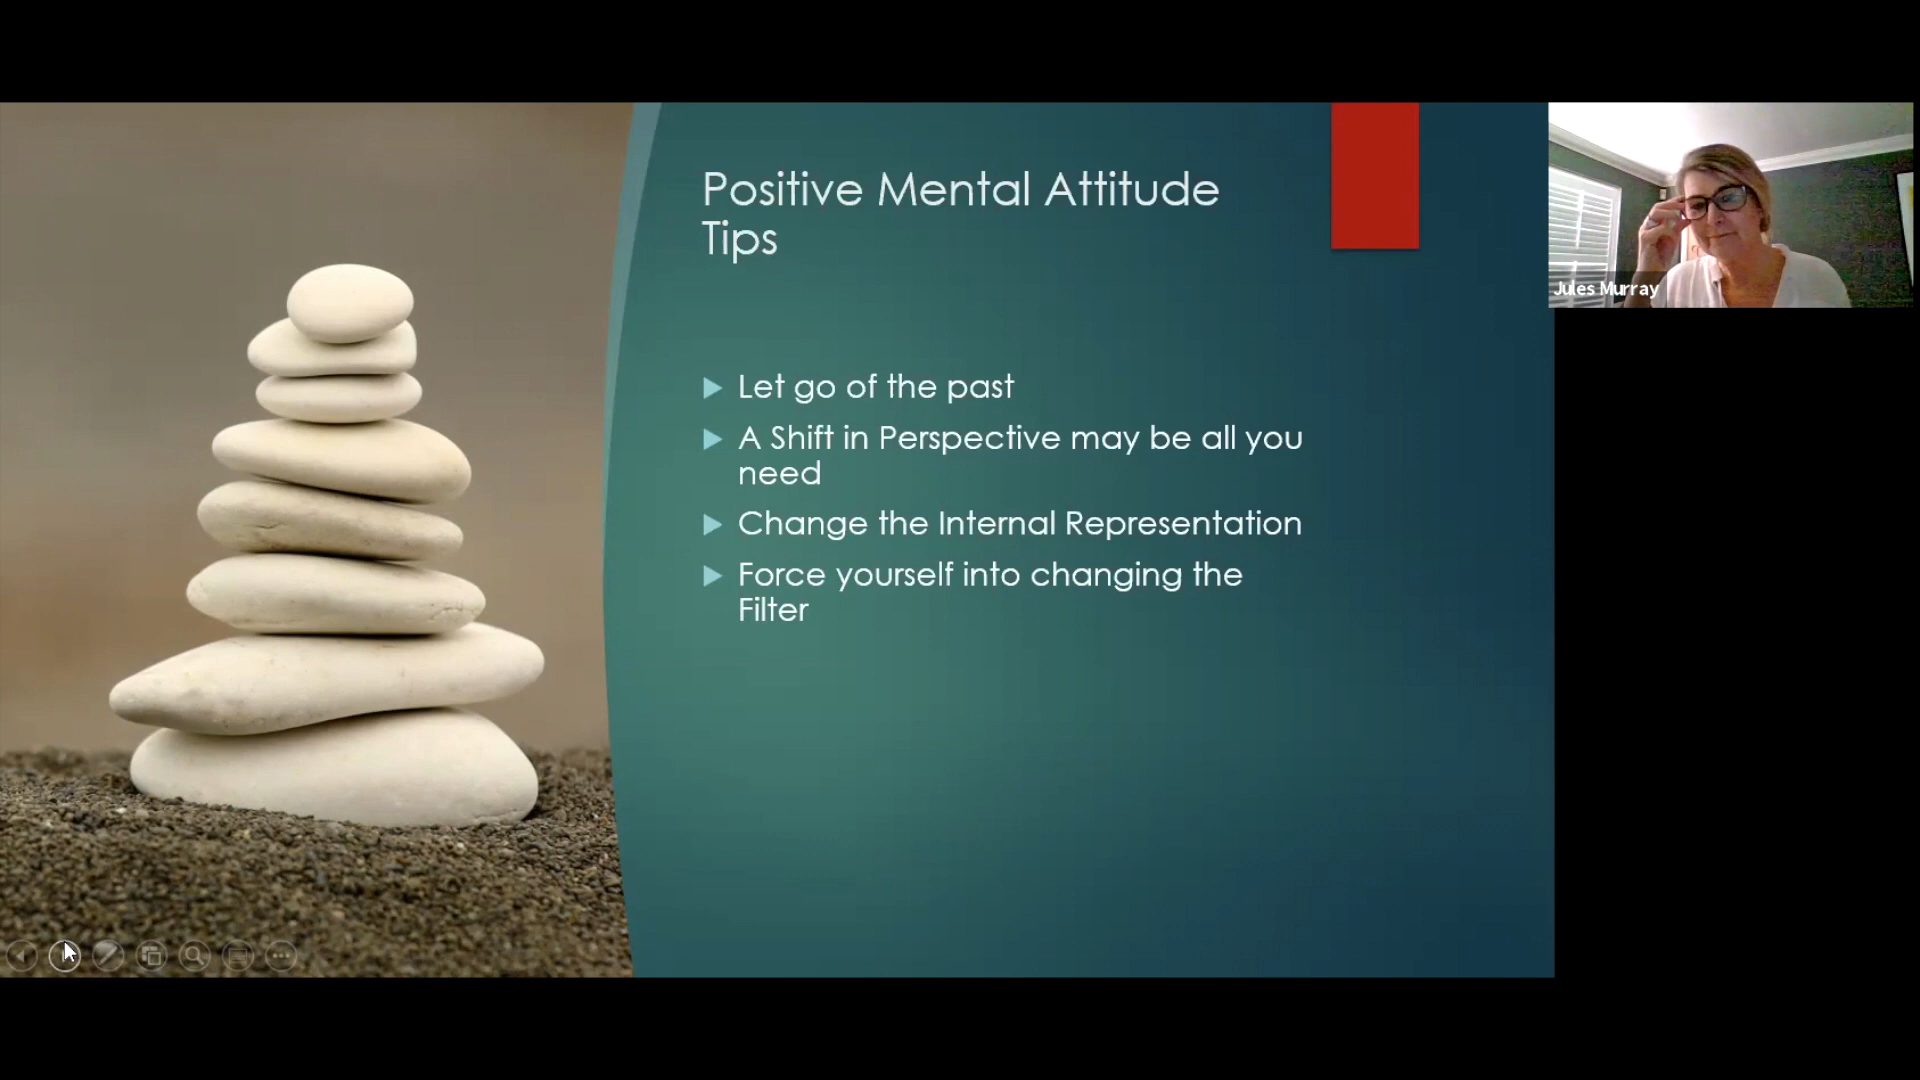 Positive Mental Attitude
Tips
Let go of the past
A Shift in Perspective may be all you
need
Change the Internal Representation
Force yourself into changing the
Filter
Jules Murray